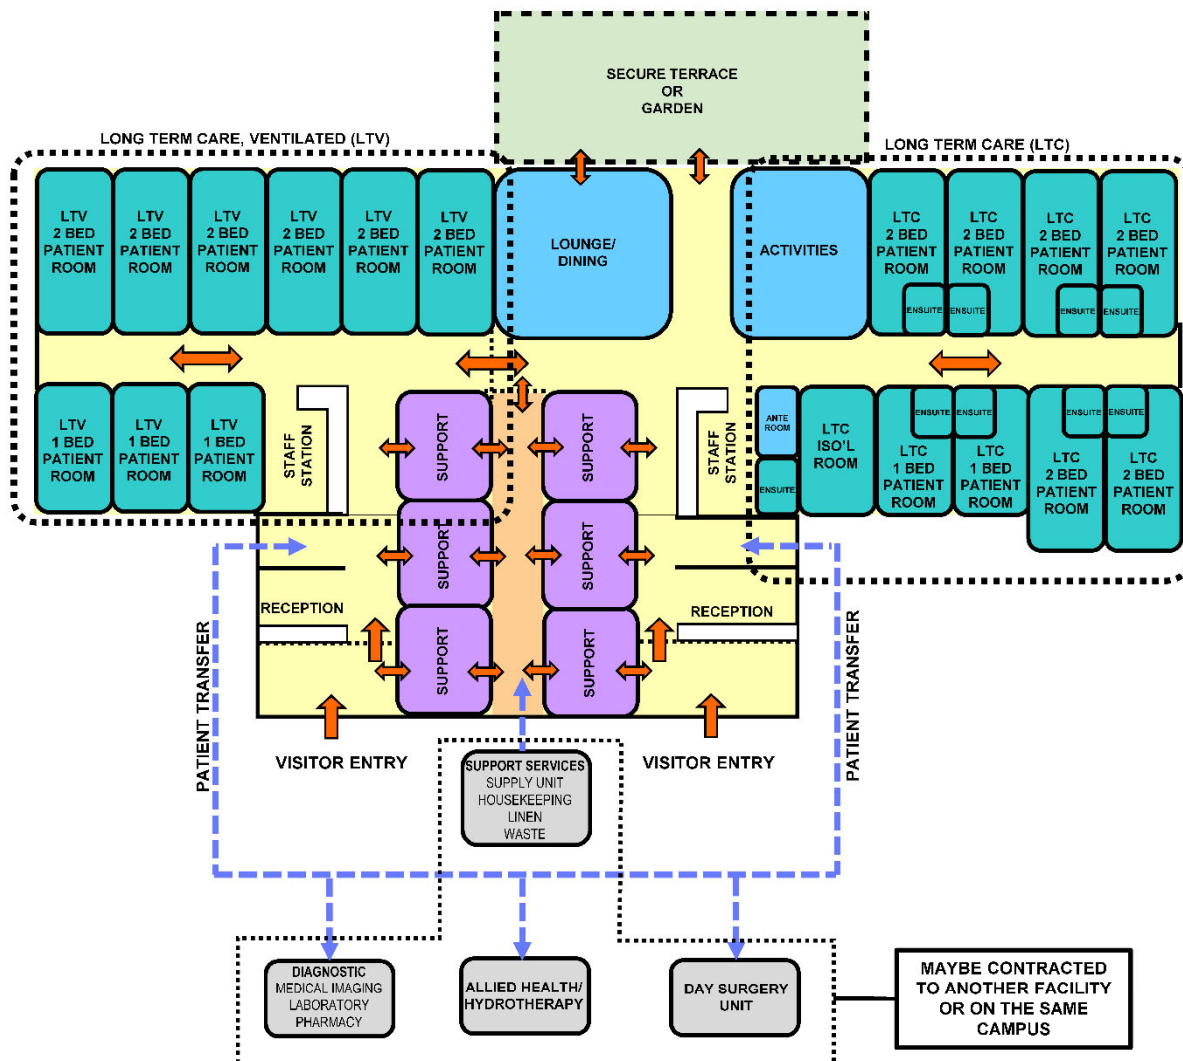 SECURE TERRACE
OR
GARDEN
LONG TERM CARE, VENTILATED (LTV)
LONG TERM CARE (LTC)
LTV
2 BED
PATIENT
ROOM
LTV
2 BED
PATIENT
ROOM
LTV
2 BED
PATIENT
ROOM
LTV
2 BED
PATIENT
ROOM
LTV
2 BED
PATIENT
ROOM
LTV
2 BED
PATIENT
ROOM
LOUNGE/
DINING
ACTIVITIES
LTC
2 BED
PATIENT
ROOM
ENSUITE
LTC
2 BED
PATIENT
ROOM
ENSUITE
LTC
2 BED
PATIENT
ROOM
ENSUITE
LTC
2 BED
PATIENT
ROOM
ENSUITE
LTV
1 BED
PATIENT
ROOM
LTV
1 BED
PATIENT
ROOM
LTV
1 BED
PATIENT
ROOM
STAFF
STATION
SUPPORT
SUPPORT
STAFF
STATION
ANTE
ROOM
ENSUITE
LTC
ISO'L
ROOM
ENSUITE
LTC
1 BED
PATIENT
ROOM
ENSUITE
LTC
1 BED
PATIENT
ROOM
ENSUITE
LTC
2 BED
PATIENT
ROOM
ENSUITE
LTC
2 BED
PATIENT
ROOM
SUPPORT
SUPPORT
RECEPTION
RECEPTION
SUPPORT
SUPPORT
PATIENT TRANSFER
PATIENT TRANSFER
VISITOR ENTRY
VISITOR ENTRY
SUPPORT SERVICES
SUPPLY UNIT
HOUSEKEEPING
LINEN
WASTE
DIAGNOSTIC
MEDICAL IMAGING
LABORATORY
PHARMACY
ALLIED HEALTH/
HYDROTHERAPY
DAY SURGERY
UNIT
MAYBE CONTRACTED
TO ANOTHER FACILITY
OR ON THE SAME
CAMPUS